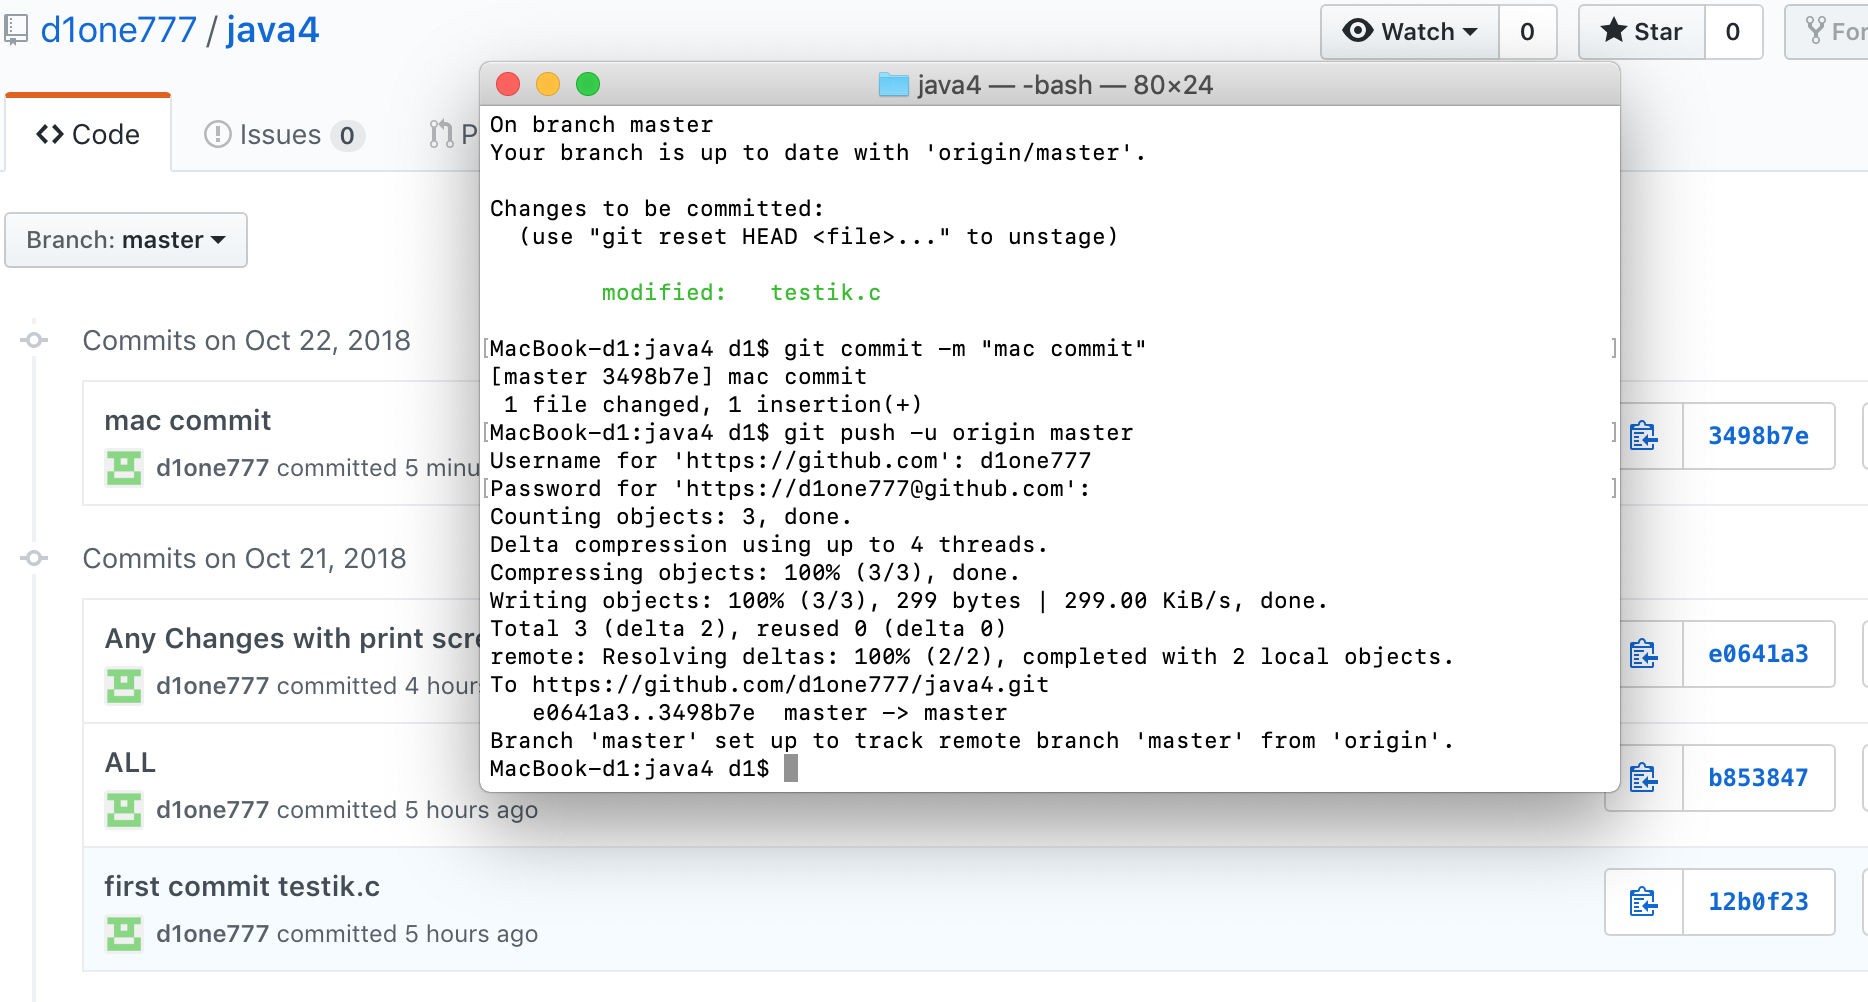 d1one777 / java4
Watch 0
Star 0
For
Code
Issues 0
P
Branch: master
Commits on Oct 22, 2018
mac commit
d1one777 committed 5 minu
3498b7e
Commits on Oct 21, 2018
Any Changes with print scre
d1one777 committed 4 hour
e0641a3
ALL
d1one777 committed 5 hours ago
b853847
first commit testik.c
d1one777 committed 5 hours ago
12b0f23
java4 — -bash — 80×24
On branch master
Your branch is up to date with 'origin/master'.
Changes to be committed:
(use "git reset HEAD <file>..." to unstage)
modified: testik.c
[MacBook-d1:java4 d1$ git commit -m "mac commit" ]
[master 3498b7e] mac commit
1 file changed, 1 insertion(+)
[MacBook-d1:java4 d1$ git push -u origin master ]
Username for 'https://github.com': d1one777
[Password for 'https://d1one777@github.com': ]
Counting objects: 3, done.
Delta compression using up to 4 threads.
Compressing objects: 100% (3/3), done.
Writing objects: 100% (3/3), 299 bytes | 299.00 KiB/s, done.
Total 3 (delta 2), reused 0 (delta 0)
remote: Resolving deltas: 100% (2/2), completed with 2 local objects.
To https://github.com/d1one777/java4.git
e0641a3..3498b7e master -> master
Branch 'master' set up to track remote branch 'master' from 'origin'.
MacBook-d1:java4 d1$